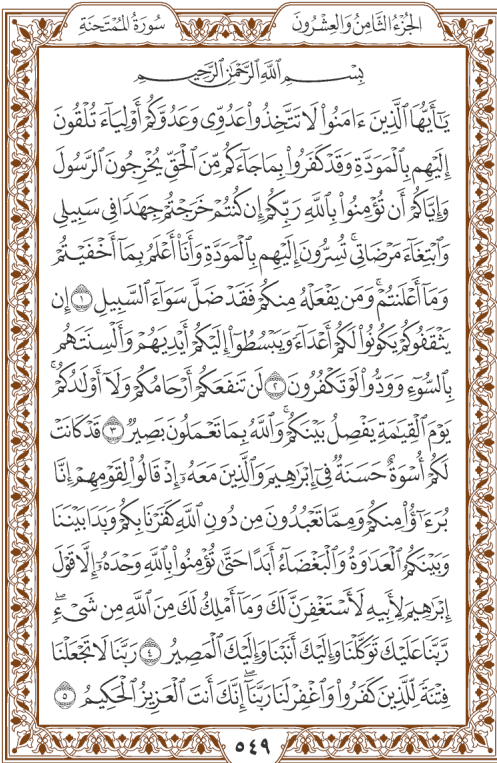 الجُزْءُ الثَّامِنُ وَالعِشْرُونَ سُورَةُ المُمْتَحنَةِ
بِسْمِ ٱللَّهِ ٱلرَّحْمَٰنِ ٱلرَّحِيمِ
يَٰٓأَيُّهَا ٱلَّذِينَ ءَامَنُوا۟ لَا تَتَّخِذُوا۟ عَدُوِّى وَعَدُوَّكُمْ أَوْلِيَآءَ تُلْقُونَ
إِلَيْهِم بِٱلْمَوَدَّةِ وَقَدْ كَفَرُوا۟ بِمَا جَآءَكُم مِّنَ ٱلْحَقِّ يُخْرِجُونَ ٱلرَّسُولَ
وَإِيَّاكُمْ أَن تُؤْمِنُوا۟ بِٱللَّهِ رَبِّكُمْ إِن كُنتُمْ خَرَجْتُمْ جِهَٰدًا فِى سَبِيلِى
وَٱبْتِغَآءَ مَرْضَاتِى ۚ تُسِرُّونَ إِلَيْهِم بِٱلْمَوَدَّةِ وَأَنَا۠ أَعْلَمُ بِمَآ أَخْفَيْتُمْ
وَمَآ أَعْلَنتُمْ ۚ وَمَن يَفْعَلْهُ مِنكُمْ فَقَدْ ضَلَّ سَوَآءَ ٱلسَّبِيلِ ١ إِن
يَثْقَفُوكُمْ يَكُونُوا۟ لَكُمْ أَعْدَآءً وَيَبْسُطُوٓا۟ إِلَيْكُمْ أَيْدِيَهُمْ وَأَلْسِنَتَهُم
بِٱلسُّوٓءِ وَوَدُّوا۟ لَوْ تَكْفُرُونَ ٢ لَن تَنفَعَكُمْ أَرْحَامُكُمْ وَلَآ أَوْلَٰدُكُمْ ۚ
يَوْمَ ٱلْقِيَٰمَةِ يَفْصِلُ بَيْنَكُمْ ۚ وَٱللَّهُ بِمَا تَعْمَلُونَ بَصِيرٌ ٣ قَدْ كَانَتْ
لَكُمْ أُسْوَةٌ حَسَنَةٌ فِىٓ إِبْرَٰهِيمَ وَٱلَّذِينَ مَعَهُۥٓ إِذْ قَالُوا۟ لِقَوْمِهِمْ إِنَّا
بُرَءَٰٓؤُا۟ مِنكُمْ وَمِمَّا تَعْبُدُونَ مِن دُونِ ٱللَّهِ كَفَرْنَا بِكُمْ وَبَدَا بَيْنَنَا
وَبَيْنَكُمُ ٱلْعَدَٰوَةُ وَٱلْبَغْضَآءُ أَبَدًا حَتَّىٰ تُؤْمِنُوا۟ بِٱللَّهِ وَحْدَهُۥٓ إِلَّا قَوْلَ
إِبْرَٰهِيمَ لِأَبِيهِ لَأَسْتَغْفِرَنَّ لَكَ وَمَآ أَمْلِكُ لَكَ مِنَ ٱللَّهِ مِن شَىْءٍ ۖ
رَّبَّنَا عَلَيْكَ تَوَكَّلْنَا وَإِلَيْكَ أَنَبْنَا وَإِلَيْكَ ٱلْمَصِيرُ ٤ رَبَّنَا لَا تَجْعَلْنَا
فِتْنَةً لِّلَّذِينَ كَفَرُوا۟ وَٱغْفِرْ لَنَا رَبَّنَآ ۖ إِنَّكَ أَنتَ ٱلْعَزِيزُ ٱلْحَكِيمُ ٥
٥٤٩